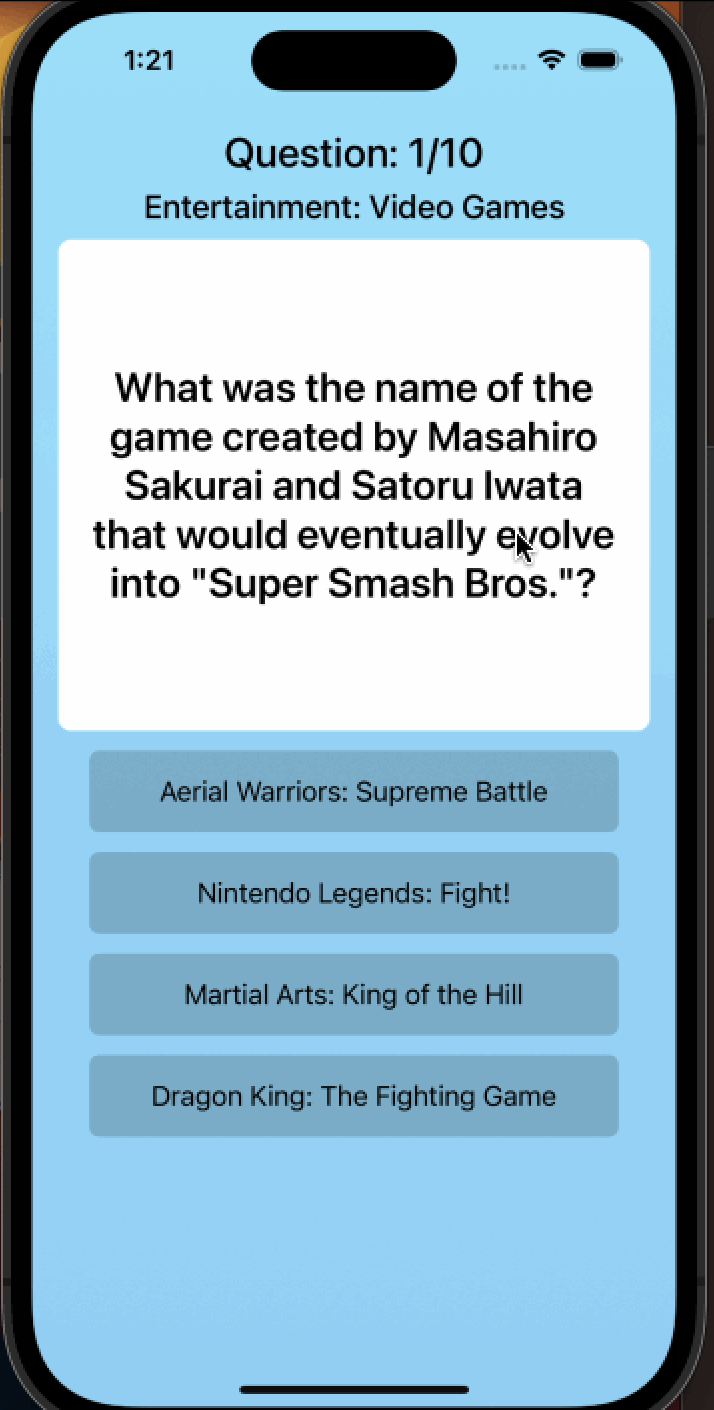 1:21
Question: 1/10
Entertainment: Video Games
What was the name of the
game created by Masahiro
Sakurai and Satoru Iwata
that would eventually evolve
into "Super Smash Bros."?
Aerial Warriors: Supreme Battle
Nintendo Legends: Fight!
Martial Arts: King of the Hill
Dragon King: The Fighting Game